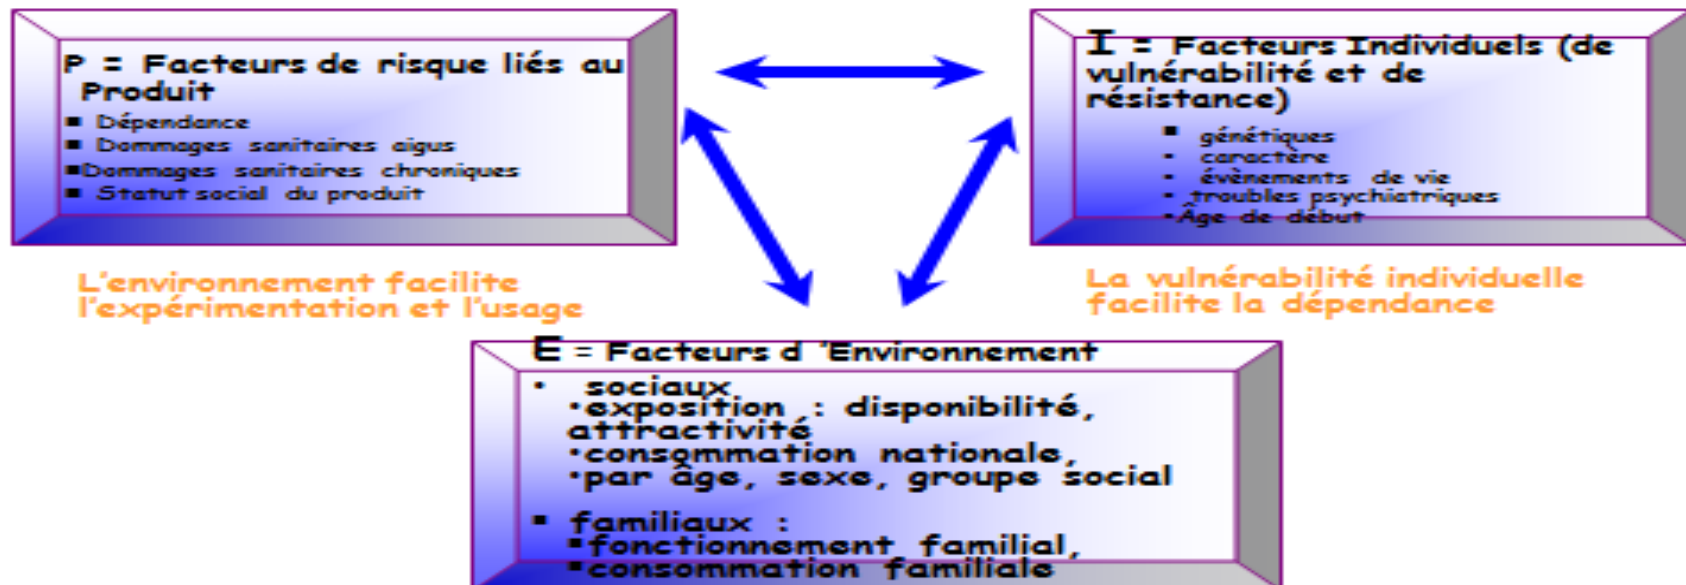 P = Facteurs de risque liés au
Produit
▪ Dépendance
▪ Dommages sanitaires aigus
▪Dommages sanitaires chroniques
▪ Statut social du produit
I = Facteurs Individuels (de
vulnérabilité et de
résistance)
▪ génétiques
• caractère
• évènements de vie
• troubles psychiatriques
•Âge de début
L'environnement facilite
l'expérimentation et l'usage
La vulnérabilité individuelle
facilite la dépendance
E = Facteurs d 'Environnement
• sociaux
•exposition : disponibilité,
attractivité
•consommation nationale,
•par âge, sexe, groupe social
▪ familiaux :
▪fonctionnement familial,
▪consommation familiale